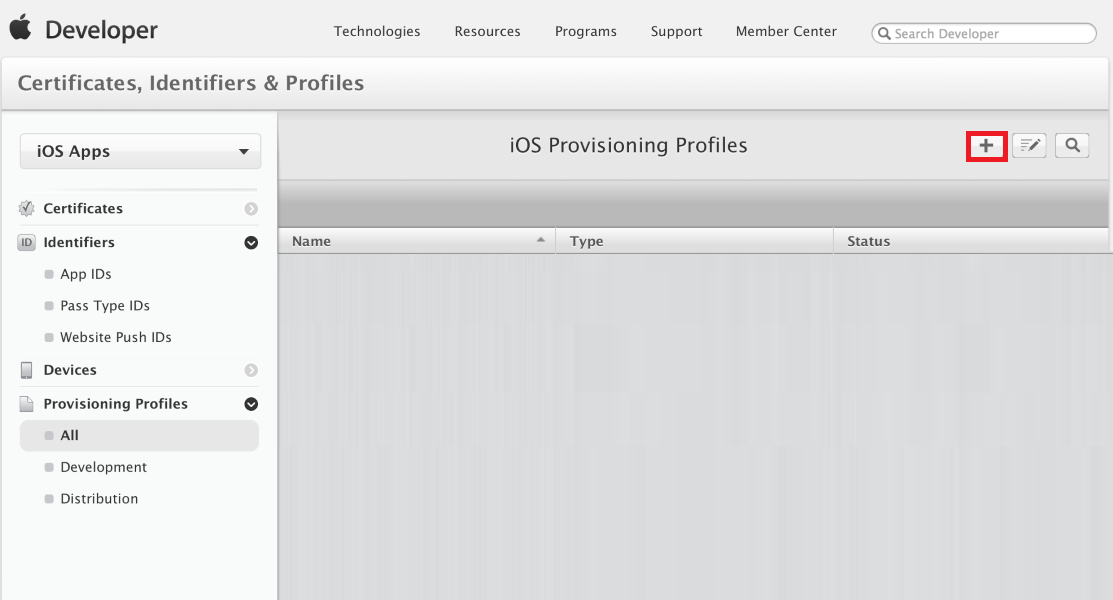 Developer
Technologies
Resources
Programs
Support
Member Center
Search Developer
Certificates, Identifiers & Profiles
iOS Apps
iOS Provisioning Profiles
Certificates
ID
Identifiers
App IDs
Pass Type IDs
Website Push IDs
Devices
Provisioning Profiles
All
Development
Distribution
Name
Type
Status